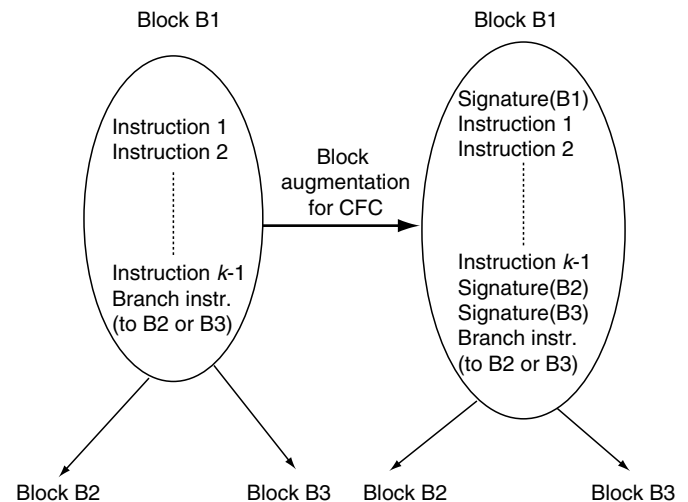 Block B1
Instruction 1
Instruction 2
Instruction k-1
Branch instr.
(to B2 or B3)
Block B2
Block B3
Block
augmentation
for CFC
Block B1
Signature(B1)
Instruction 1
Instruction 2
Instruction k-1
Signature(B2)
Signature(B3)
Branch instr.
(to B2 or B3)
Block B2
Block B3